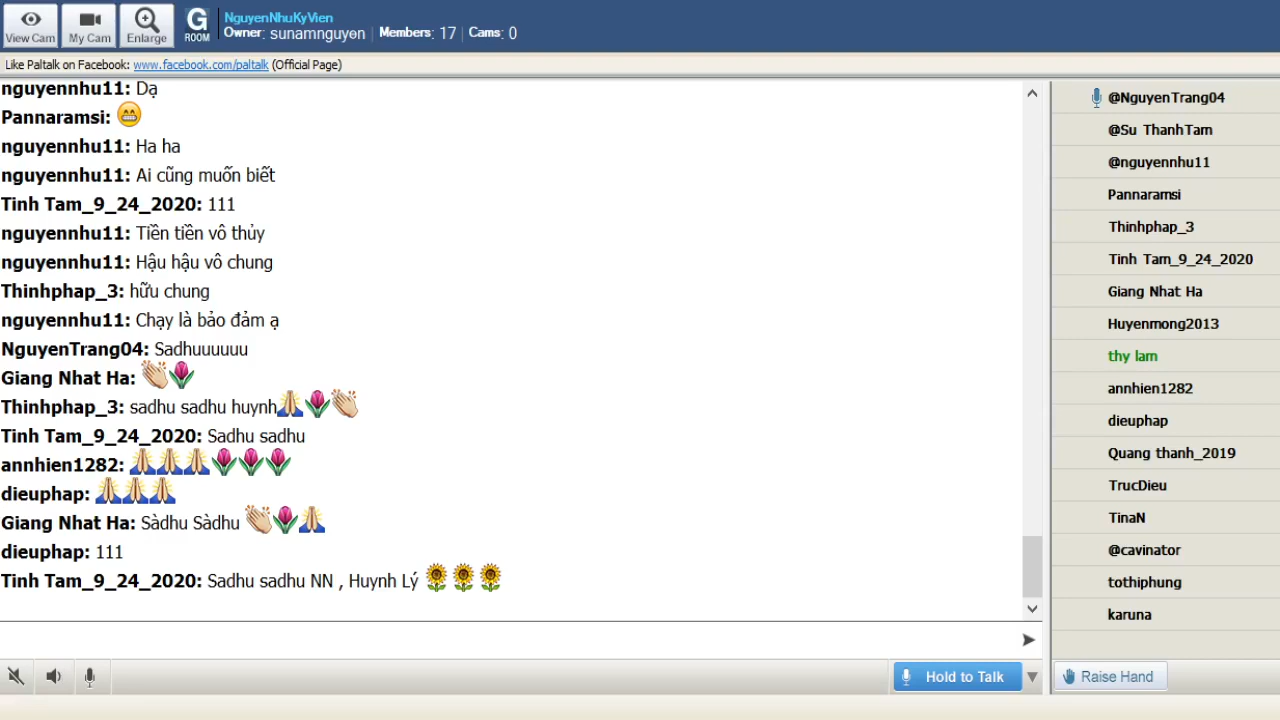 View Cam
My Cam
Enlarge
G
ROOM
NguyenNhuKyVien
Owner: sunamnguyen | Members: 17 | Cams: 0
Like Paltalk on Facebook: www.facebook.com/paltalk (Official Page)
nguyennhu11: Dạ
Pannaramsi: 😁
nguyennhu11: Ha ha
nguyennhu11: Ai cũng muốn biết
Tinh Tam_9_24_2020: 111
nguyennhu11: Tiền tiền vô thủy
nguyennhu11: Hậu hậu vô chung
Thinhphap_3: hữu chung
nguyennhu11: Chạy là bảo đảm ạ
NguyenTrang04: Sadhuuuuuu
Giang Nhat Ha: 👏🌷
Thinhphap_3: sadhu sadhu huynh🙏🌷👏
Tinh Tam_9_24_2020: Sadhu sadhu
annhien1282: 🙏🙏🙏🌷🌷🌷
dieuphap: 🙏🙏🙏
Giang Nhat Ha: Sàdhu Sàdhu 👏🌷🙏
dieuphap: 111
Tinh Tam_9_24_2020: Sadhu sadhu NN , Huynh Lý 🌻🌻🌻
Hold to Talk
@NguyenTrang04
@Su ThanhTam
@nguyennhu11
Pannaramsi
Thinhphap_3
Tinh Tam_9_24_2020
Giang Nhat Ha
Huyenmong2013
thy lam
annhien1282
dieuphap
Quang thanh_2019
TrucDieu
TinaN
@cavinator
tothiphung
karuna
Raise Hand